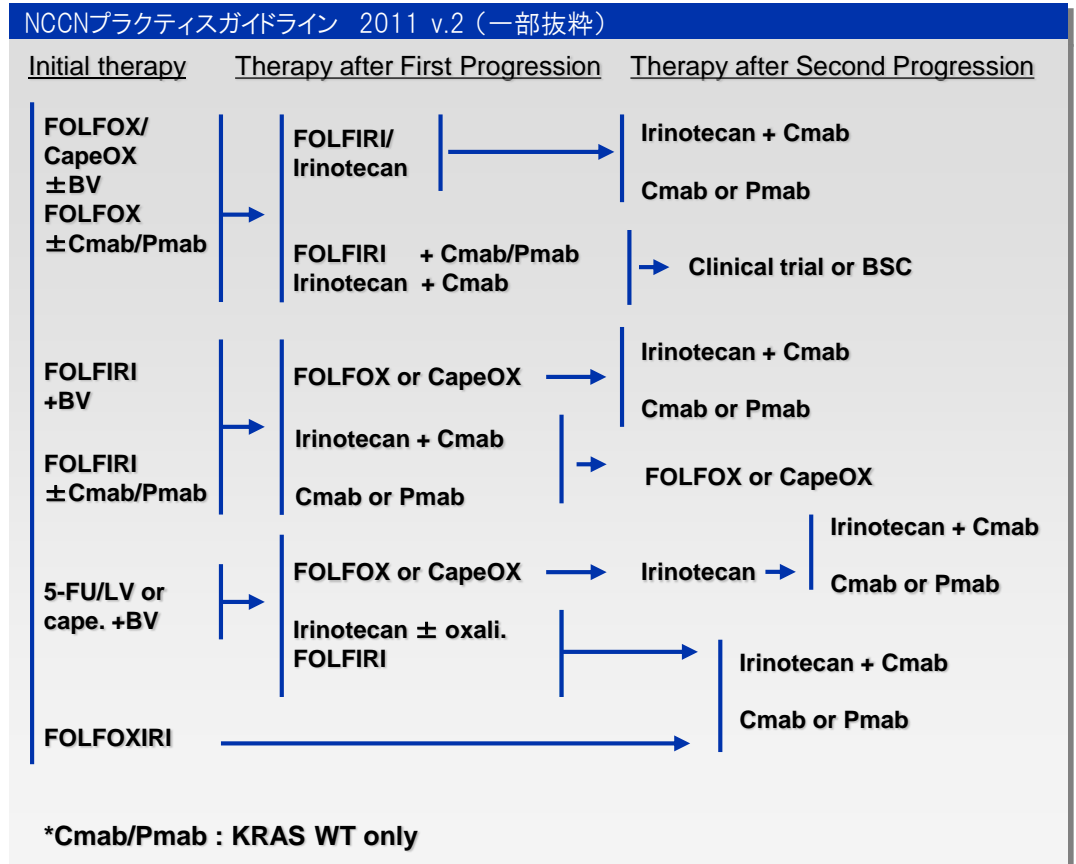 NCCNプラクティスガイドライン　2011 v.2（一部抜粋）
Initial therapy
Therapy after First Progression
Therapy after Second Progression
FOLFOX/
CapeOX
±BV
FOLFOX
±Cmab/Pmab
FOLFIRI/
Irinotecan
Irinotecan + Cmab
Cmab or Pmab
FOLFIRI + Cmab/Pmab
Irinotecan + Cmab
Clinical trial or BSC
FOLFIRI
+BV
FOLFIRI
±Cmab/Pmab
FOLFOX or CapeOX
Irinotecan + Cmab
Cmab or Pmab
Irinotecan + Cmab
Cmab or Pmab
FOLFOX or CapeOX
5-FU/LV or
cape. +BV
FOLFOX or CapeOX
Irinotecan
Irinotecan + Cmab
Cmab or Pmab
Irinotecan ± oxali.
FOLFIRI
Irinotecan + Cmab
Cmab or Pmab
FOLFOXIRI
*Cmab/Pmab : KRAS WT only